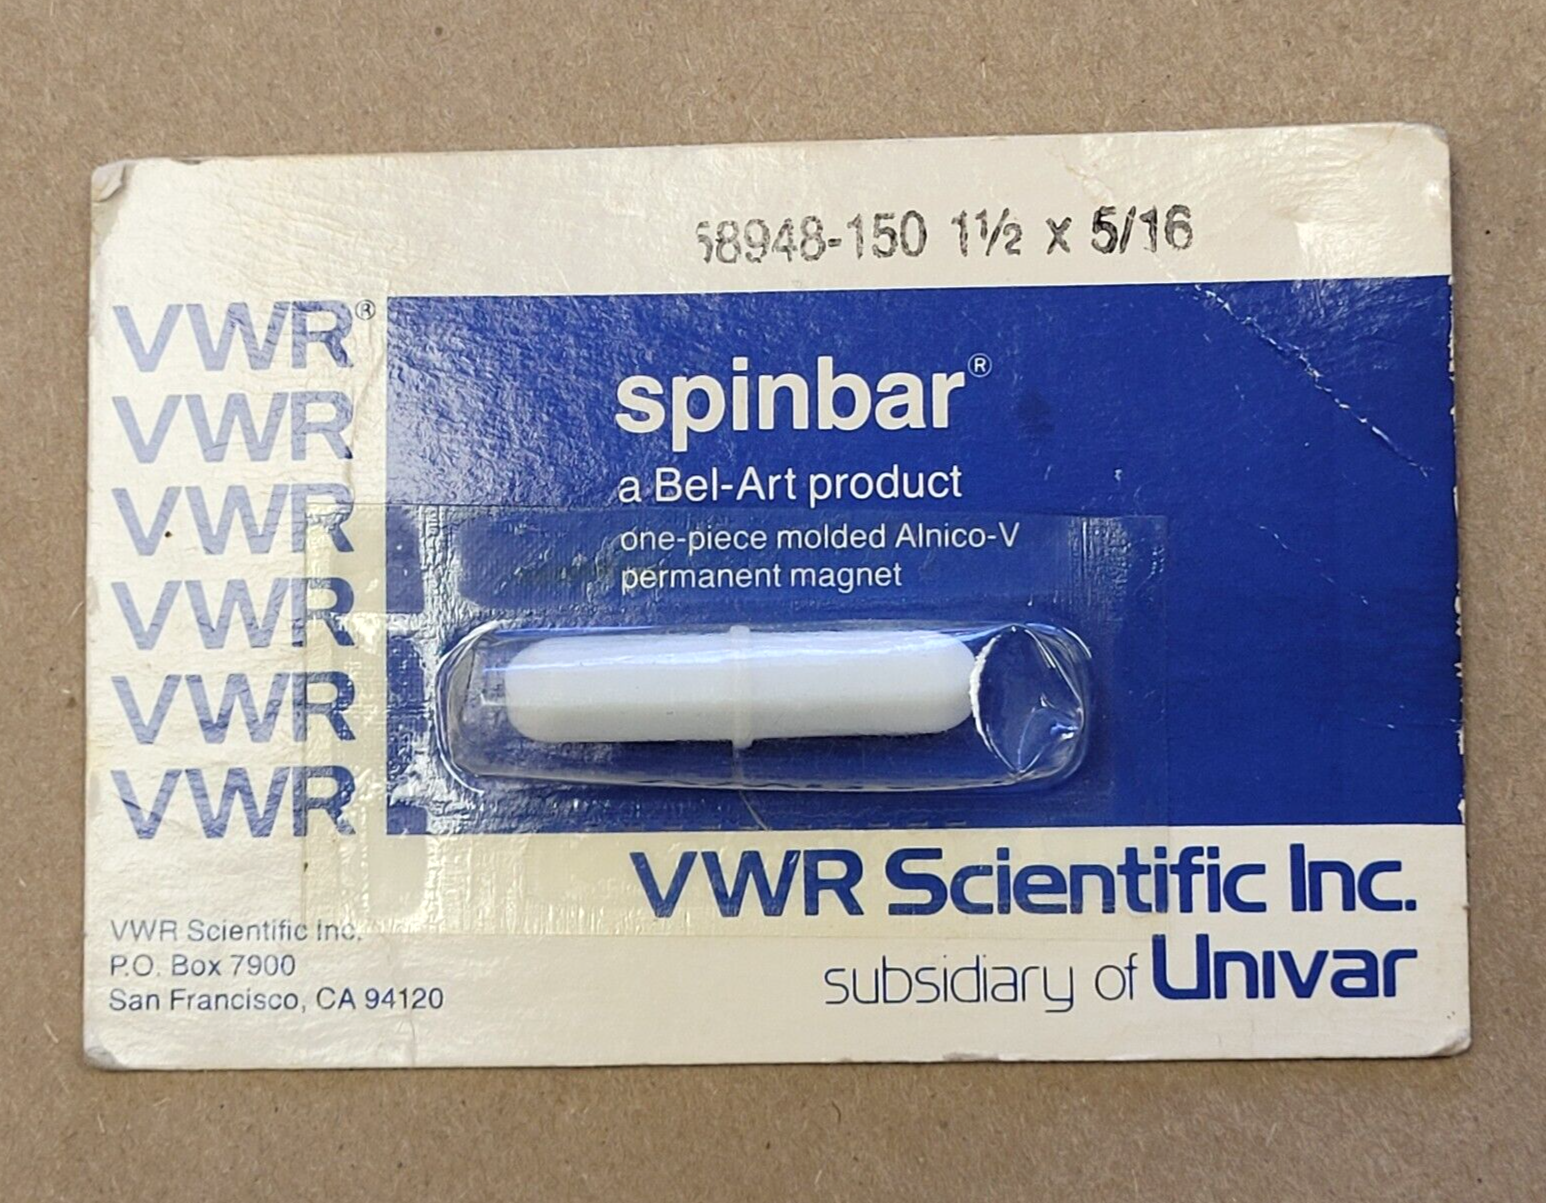 58948-150 1½ x 5/16
VWR®
VWR
VWR
VWR
VWR
VWR
spinbar®
a Bel-Art product
one-piece molded Alnico-V
permanent magnet
VWR Scientific Inc.
subsidiary of Univar
VWR Scientific Inc.
P.O. Box 7900
San Francisco, CA 94120